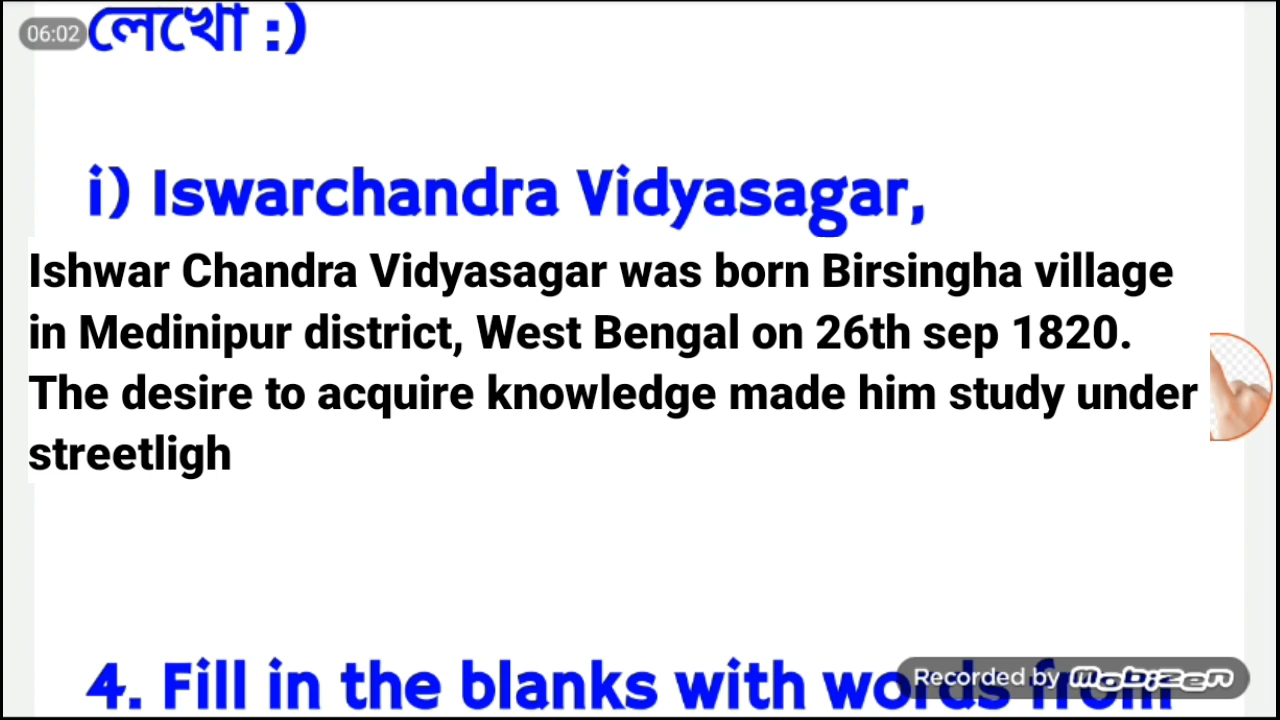 06:02
লেখো :)
i) Iswarchandra Vidyasagar,
Ishwar Chandra Vidyasagar was born Birsingha village
in Medinipur district, West Bengal on 26th sep 1820.
The desire to acquire knowledge made him study under
streetligh
4. Fill in the blanks with words from
Recorded by Mobizen